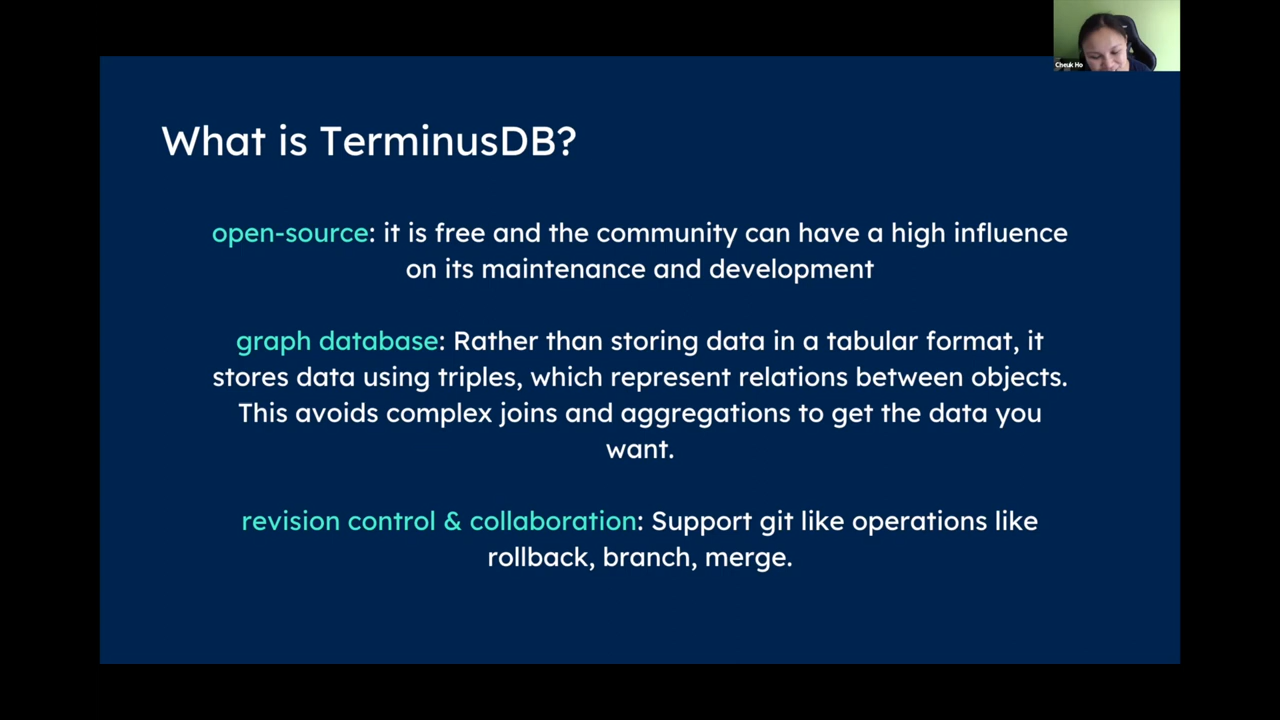 Cheuk Ho
What is TerminusDB?
open-source: it is free and the community can have a high influence
on its maintenance and development
graph database: Rather than storing data in a tabular format, it
stores data using triples, which represent relations between objects.
This avoids complex joins and aggregations to get the data you
want.
revision control & collaboration: Support git like operations like
rollback, branch, merge.